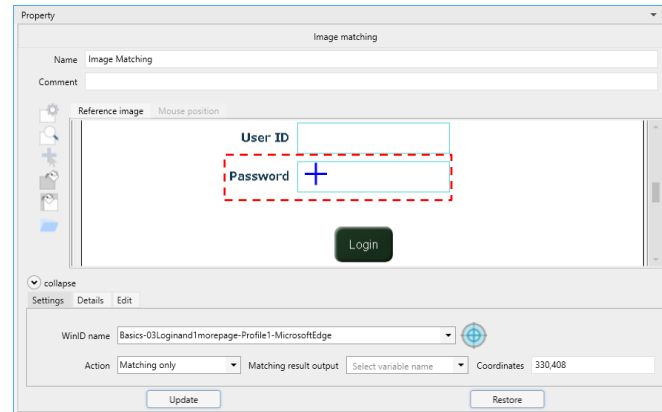 Property
Image matching
Name Image Matching
Comment
Reference image Mouse position
User ID
Password
Login
collapse
Settings Details Edit
WinID name Basics-03Loginand1morepage-Profile1-MicrosoftEdge
Action Matching only Matching result output Select variable name Coordinates 330,408
Update Restore